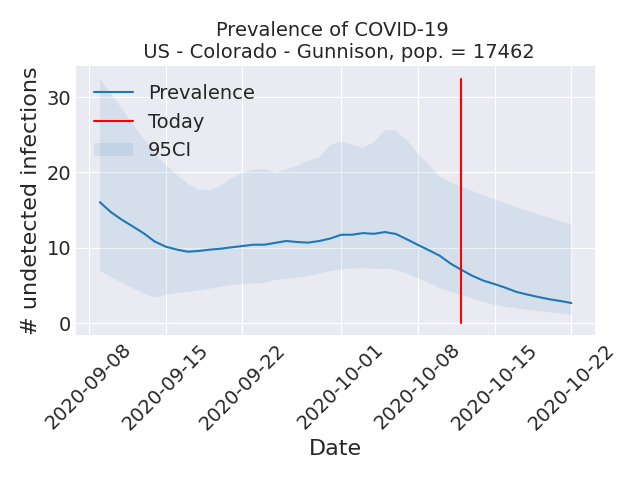 Prevalence of COVID-19
US - Colorado - Gunnison, pop. = 17462
# undetected infections
30
20
10
0
Prevalence
Today
95CI
2020-09-08
2020-09-15
2020-09-22
2020-10-01
2020-10-08
2020-10-15
2020-10-22
Date